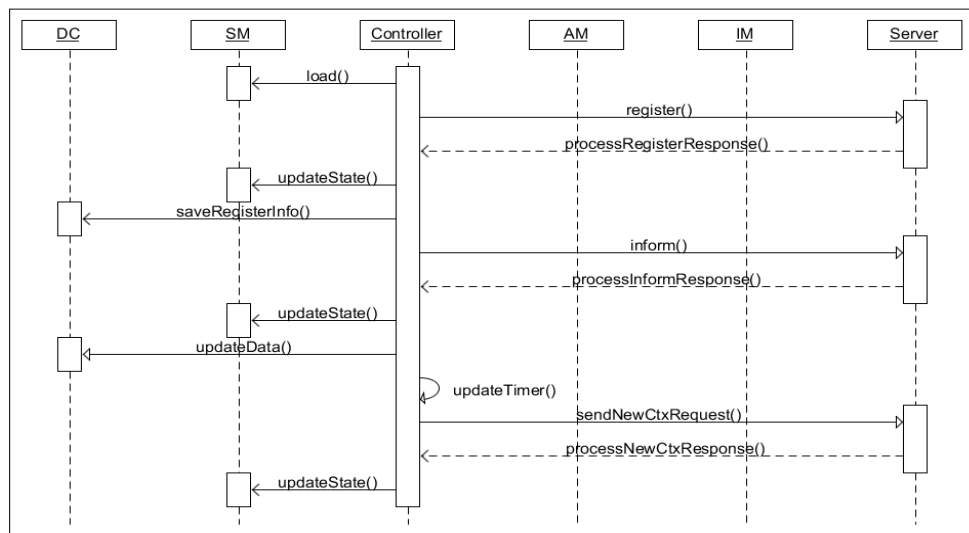 DC SM Controller AM IM Server
load()
register()
processRegisterResponse()
updateState()
saveRegisterInfo()
inform()
processInformResponse()
updateState()
updateData()
updateTimer()
sendNewCtxRequest()
processNewCtxResponse()
updateState()